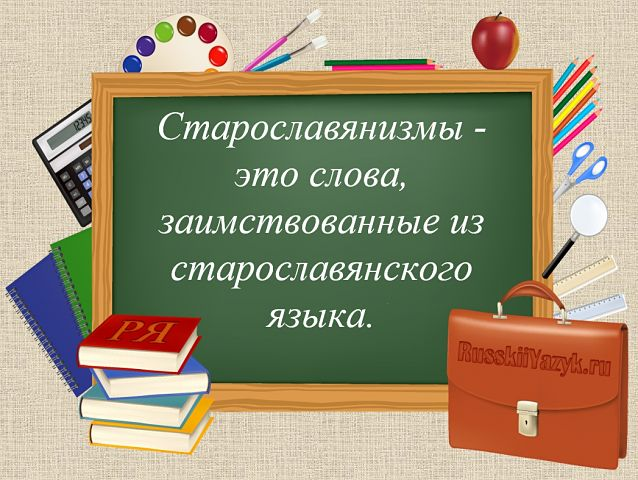 Старославянизмы -
это слова,
заимствованные из
старославянского
языка.
РЯ
RusskiiYazyk.ru